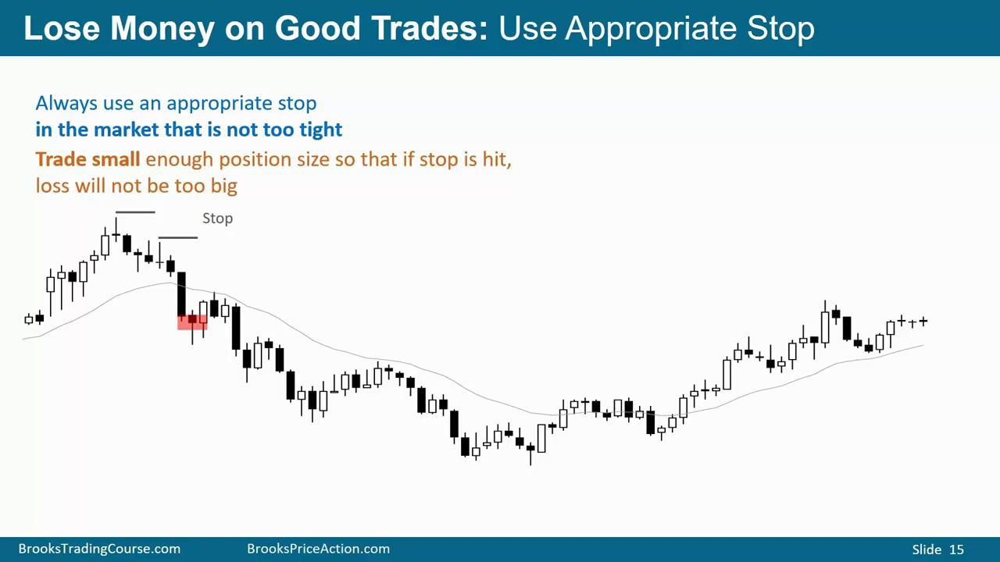 Lose Money on Good Trades: Use Appropriate Stop
Always use an appropriate stop
in the market that is not too tight
Trade small enough position size so that if stop is hit,
loss will not be too big
Stop
BrooksTradingCourse.com
BrooksPriceAction.com
Slide 15